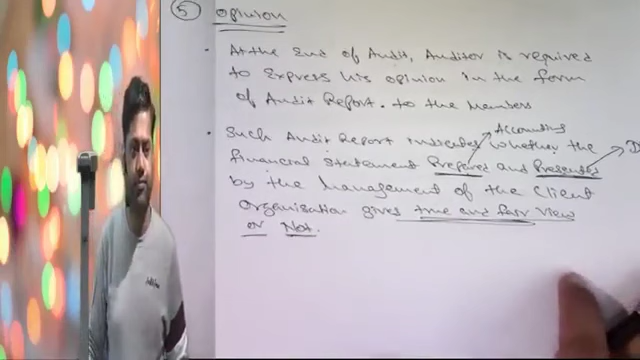 5 Opinion
• At the End of Audit, Auditor is required
to Express his opinion in the form
of Audit Report. to the Members
Accounting
• Such Audit Report indicates whether the
financial statement Prepared and Presented D
by the Management of the Client
Organisation gives true and fair view
or Not.